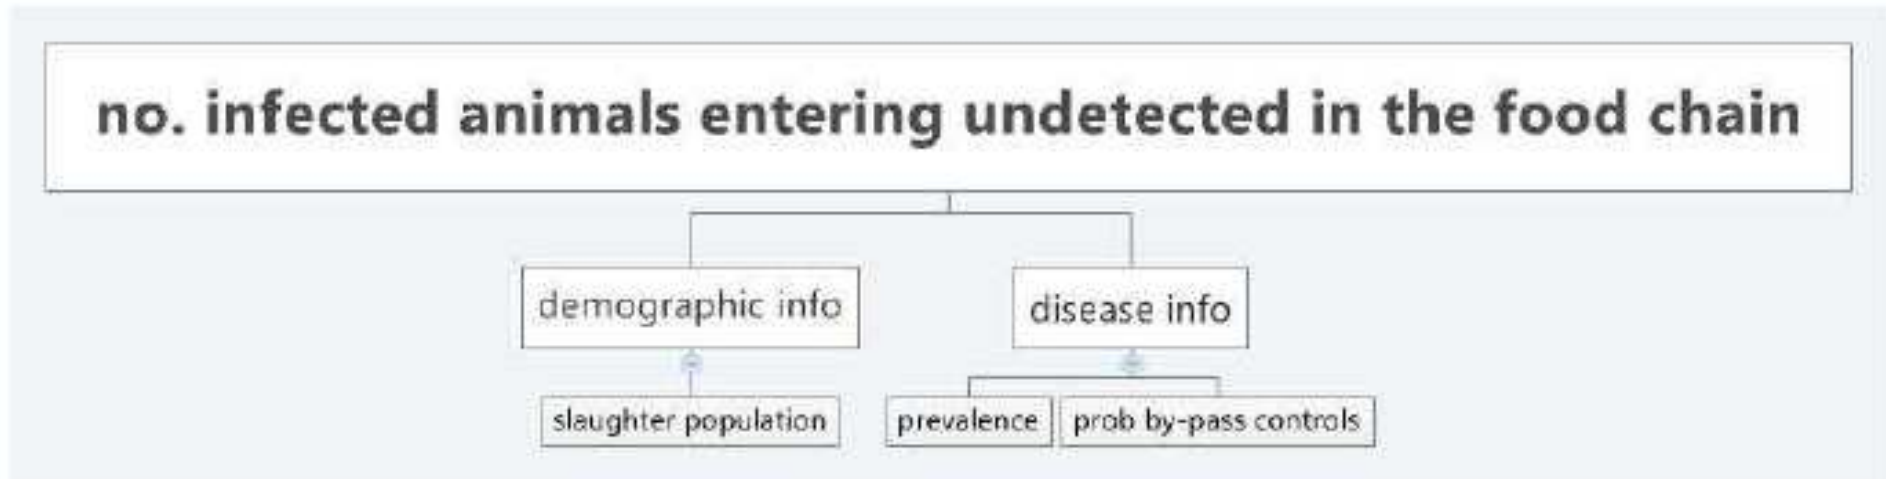 no. infected animals entering undetected in the food chain
demographic info
disease info
slaughter population
prevalence
prob by-pass controls